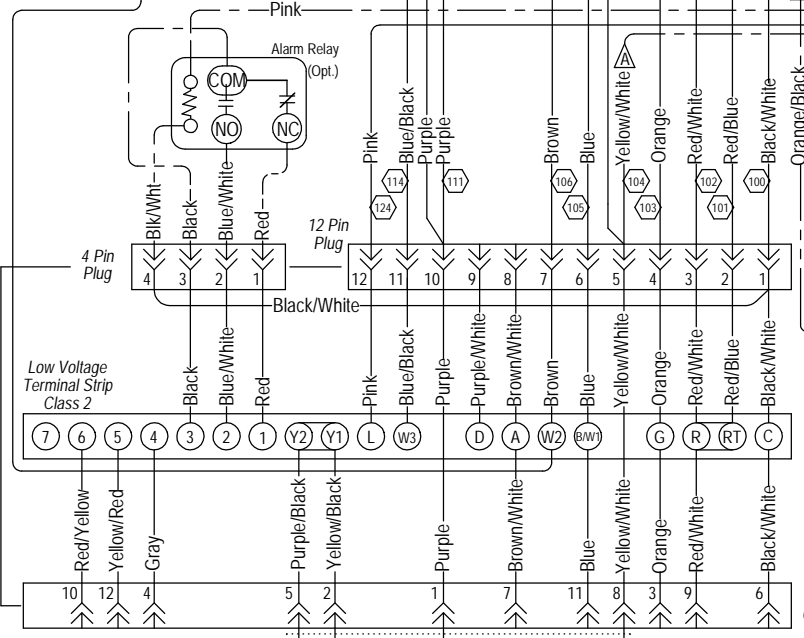 Pink
Alarm Relay
(Opt.)
COM
NO
NC
A
Blk/Wht
Black
Blue/White
Red
Pink
Blue/Black
Purple
Purple
Brown
Blue
Yellow/White
Orange
Red/White
Red/Blue
Black/White
Orange/Black
114
111
106
104
102
100
124
105
103
101
4 Pin
Plug
12 Pin
Plug
4 3 2 1
12 11 10 9 8 7 6 5 4 3 2 1
Black/White
Low Voltage
Terminal Strip
Class 2
Black
Blue/White
Red
Pink
Blue/Black
Purple
Purple/White
Brown/White
Brown
Blue
Yellow/White
Orange
Red/White
Red/Blue
Black/White
7 6 5 4 3 2 1 Y2 Y1 L W3 D A W2 B/W1 G R RT C
Red/Yellow
Yellow/Red
Gray
Purple/Black
Yellow/Black
Purple
Brown/White
Blue
Yellow/White
Orange
Red/White
Black/White
10 12 4 5 2 1 7 11 8 3 9 6